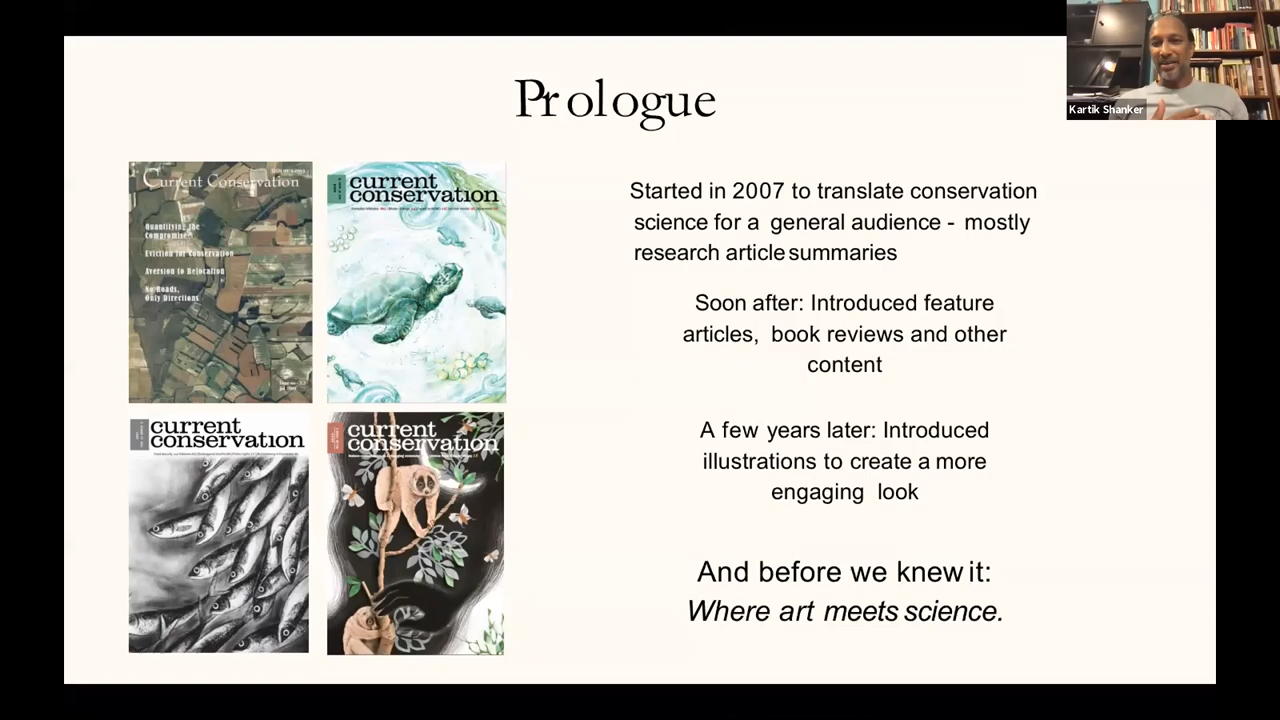 Prologue
Kartik Shanker
Current Conservation
Quantifying the
Compromise
Eviction for Conservation
Aversion to Relocation
No Roads,
Only Directions
current
conservation
current
conservation
current
conservation
Started in 2007 to translate conservation
science for a general audience - mostly
research article summaries
Soon after: Introduced feature
articles, book reviews and other
content
A few years later: Introduced
illustrations to create a more
engaging look
And before we knew it:
Where art meets science.